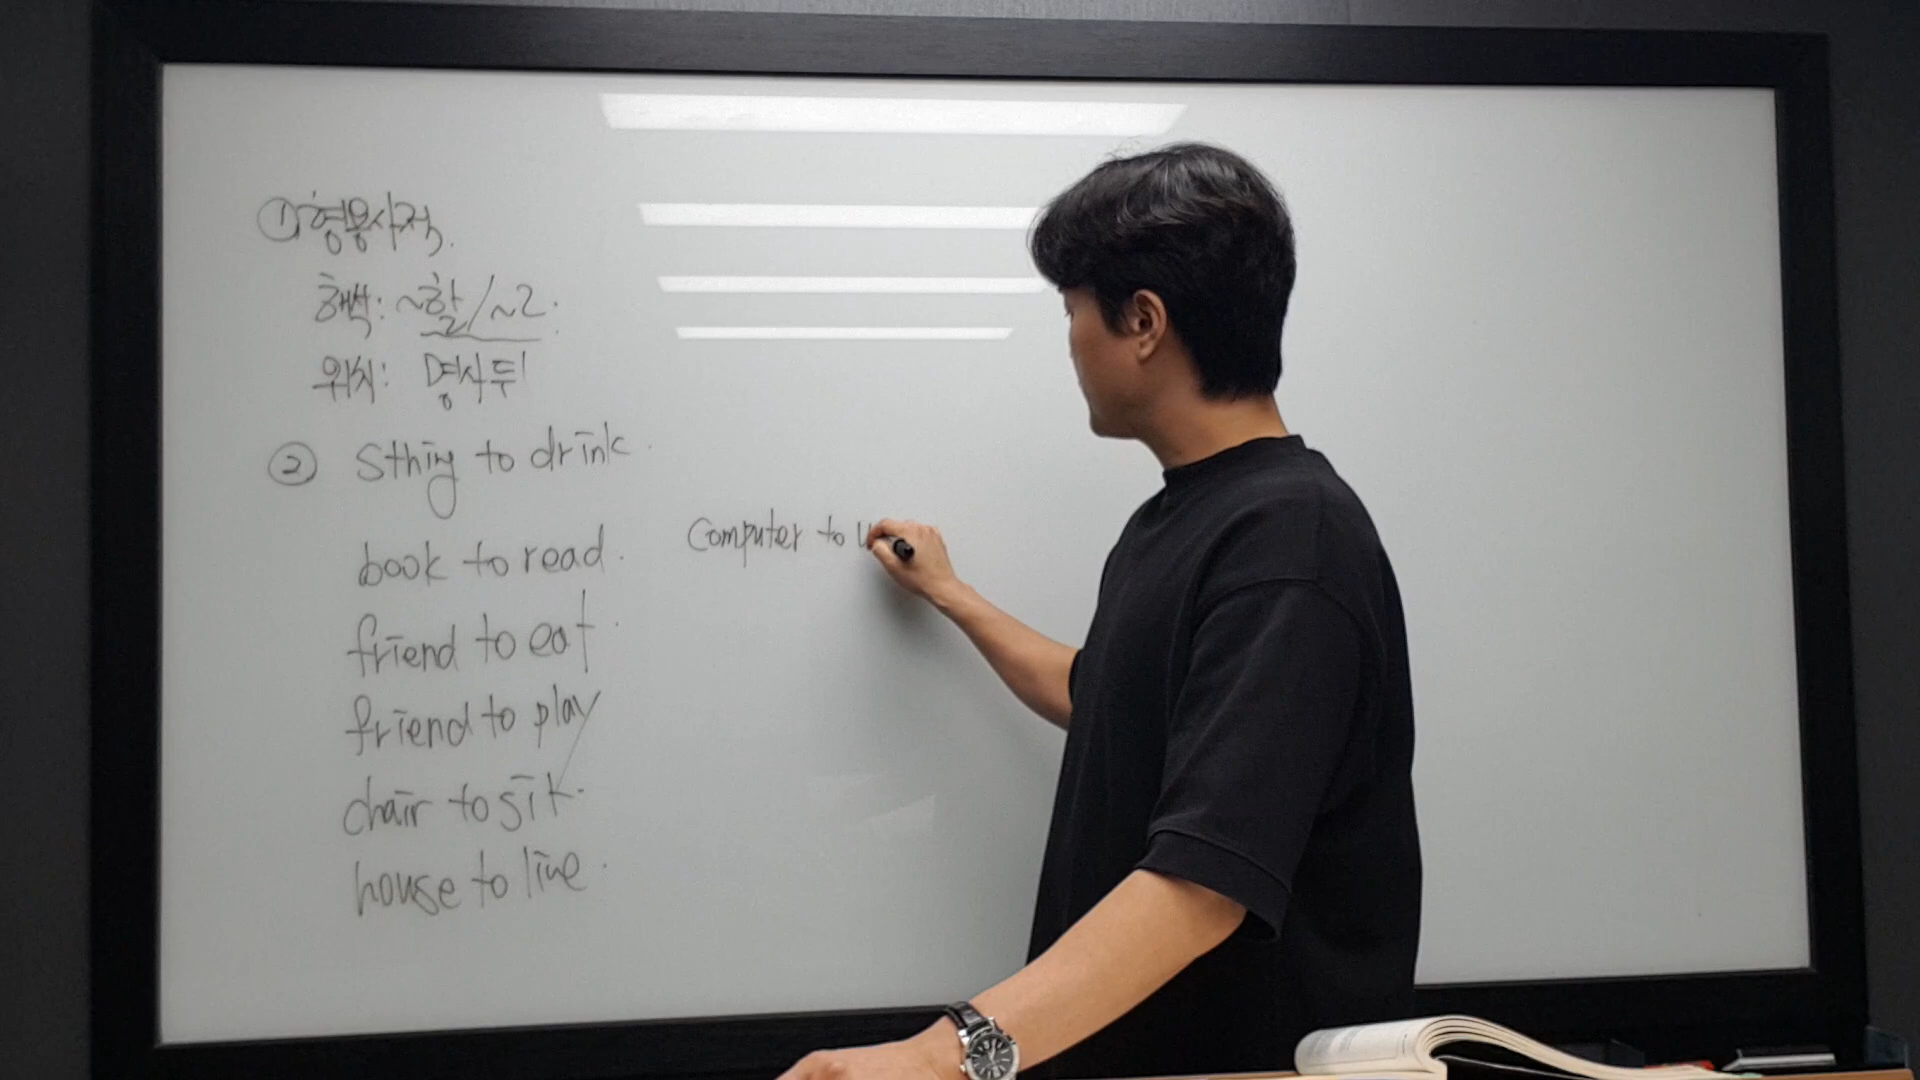 ① 형용사적.
해석: ~할 / ~ㄹ.
위치: 명사 뒤
② Sthing to drink.
book to read.
friend to eat.
friend to play
chair to sit.
house to live.
Computer to u